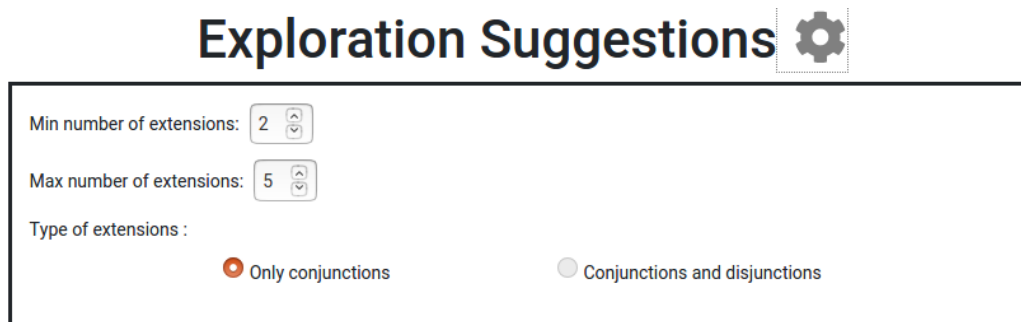 Exploration Suggestions
Min number of extensions: 2
Max number of extensions: 5
Type of extensions :
Only conjunctions Conjunctions and disjunctions